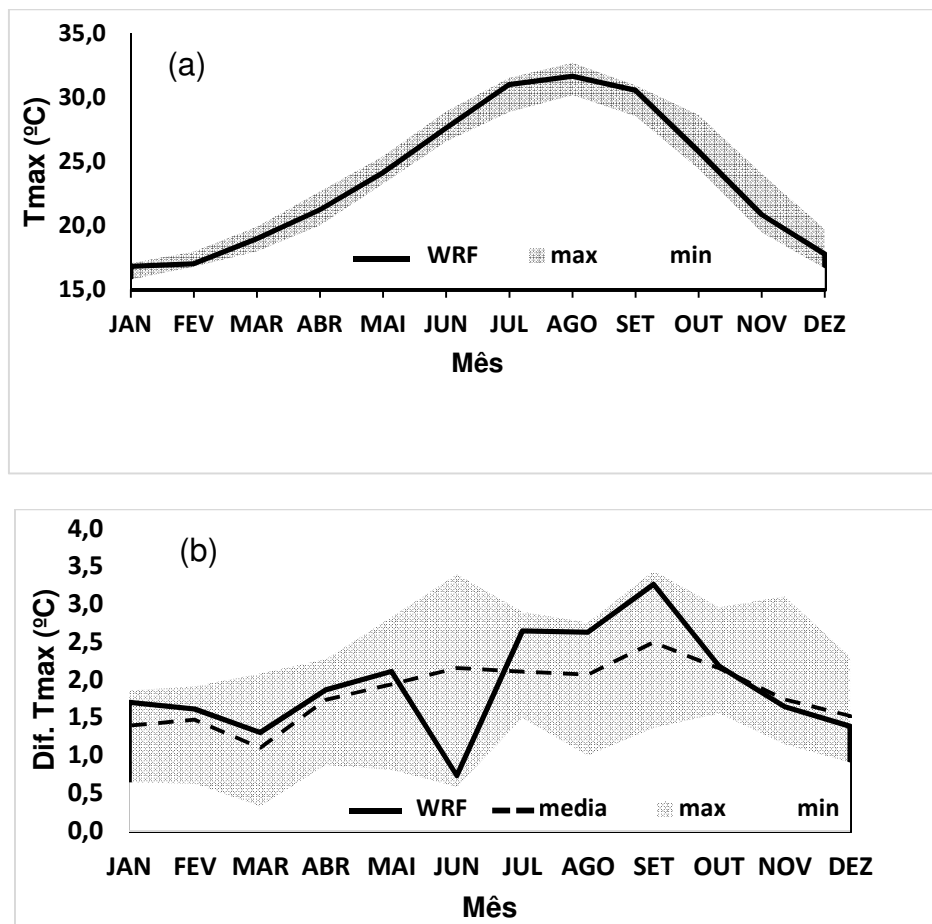 (a)
Tmax (ºC)
35,0
30,0
25,0
20,0
15,0
WRF max min
JAN FEV MAR ABR MAI JUN JUL AGO SET OUT NOV DEZ
Mês
(b)
Dif. Tmax (ºC)
4,0
3,5
3,0
2,5
2,0
1,5
1,0
0,5
0,0
WRF media max min
JAN FEV MAR ABR MAI JUN JUL AGO SET OUT NOV DEZ
Mês